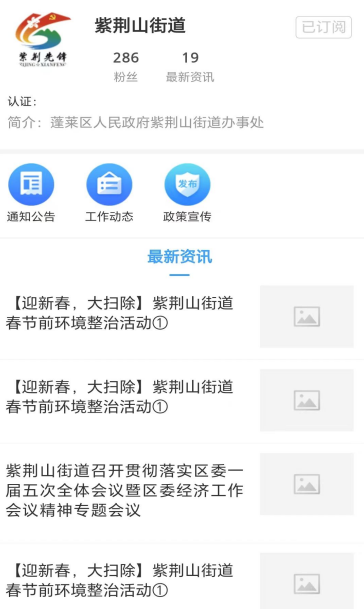 紫荆山街道
已订阅
286
19
粉丝
最新资讯
紫荆先锋
认证:
简介: 蓬莱区人民政府紫荆山街道办事处
发布
通知公告
工作动态
政策宣传
最新资讯
【迎新春，大扫除】紫荆山街道
春节前环境整治活动①
【迎新春，大扫除】紫荆山街道
春节前环境整治活动①
紫荆山街道召开贯彻落实区委一
届五次全体会议暨区委经济工作
会议精神专题会议
【迎新春，大扫除】紫荆山街道
春节前环境整治活动①